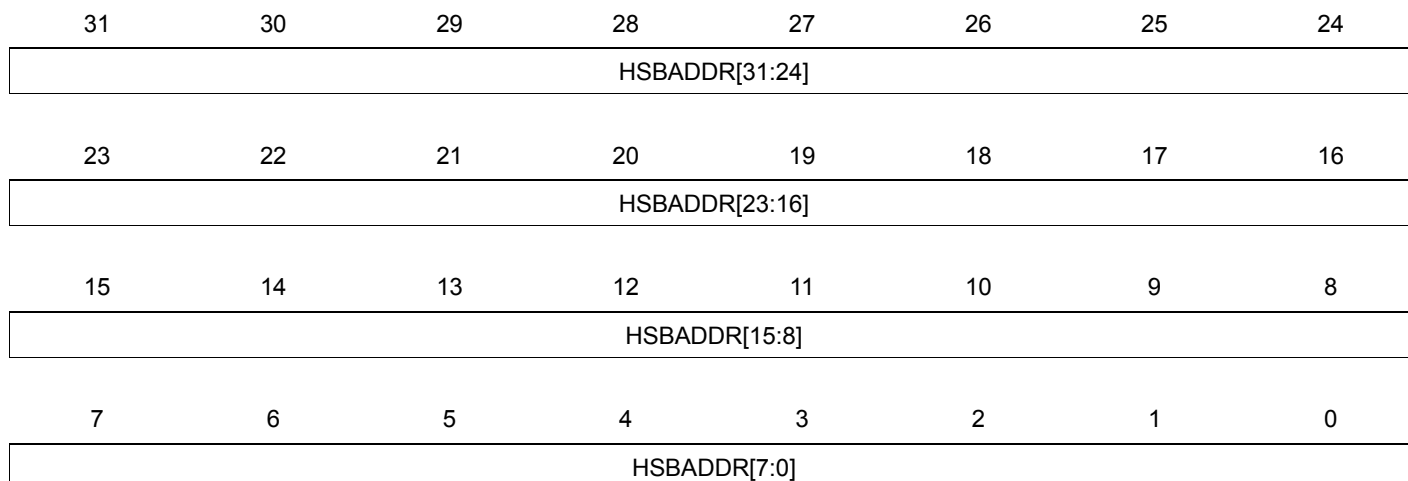 31 30 29 28 27 26 25 24
HSBADDR[31:24]
23 22 21 20 19 18 17 16
HSBADDR[23:16]
15 14 13 12 11 10 9 8
HSBADDR[15:8]
7 6 5 4 3 2 1 0
HSBADDR[7:0]